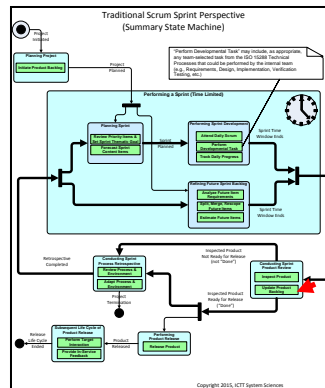 Traditional Scrum Sprint Perspective
(Summary State Machine)
Project
Initiated
Planning Project
Initiate Product Backlog
Project
Planned
"Perform Developmental Task" may include, as appropriate,
any team-selected task from the ISO 15288 Technical
Processes that could be performed by the internal team
(e.g., Requirements, Design, Implementation, Verification
Testing, etc.)
Performing a Sprint (Time Limited)
Planning Sprint
Review Priority Items and
Set Sprint Thematic Goal
Forecast Sprint
Content Items
Sprint
Planned
Performing Sprint Development
Attend Daily Scrum
Perform
Developmental Task
Track Daily Progress
Sprint Time
Window Ends
Refining Future Sprint Backlog
Analyze Future Item
Requirements
Split, Merge, Rescope
Future Items
Estimate Future Items
Sprint Time
Window Ends
Sprint Time
Window Ends
Retrospective
Completed
Conducting Sprint
Process Retrospective
Review Process &
Environment
Adapt Process &
Environment
Inspected Product
Not Ready for Release
(not "Done")
Conducting Sprint
Product Review
Inspect Product
Update Product
Backlog
Project
Termination
Inspected Product
Ready for Release
("Done")
Subsequent Life Cycle of
Product Release
Perform Target
Interaction
Provide In-Service
Feedback
Release
Life-Cycle
Ended
Product
Released
Performing
Product Release
Release Product
Copyright 2015, ICTT System Sciences